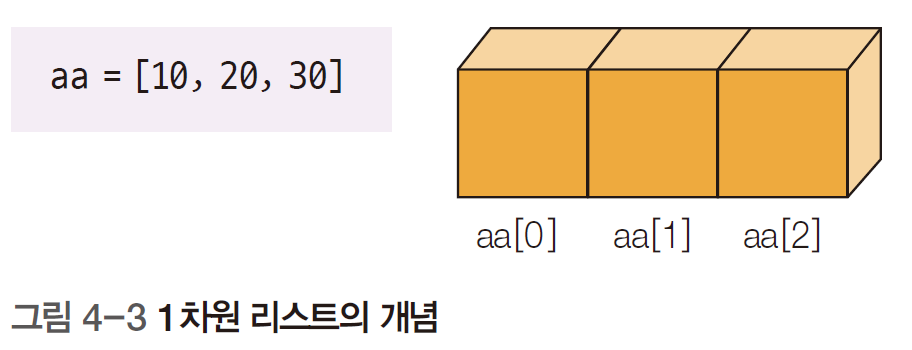 aa = [10, 20, 30]
aa[0] aa[1] aa[2]
그림 4-3 1차원 리스트의 개념